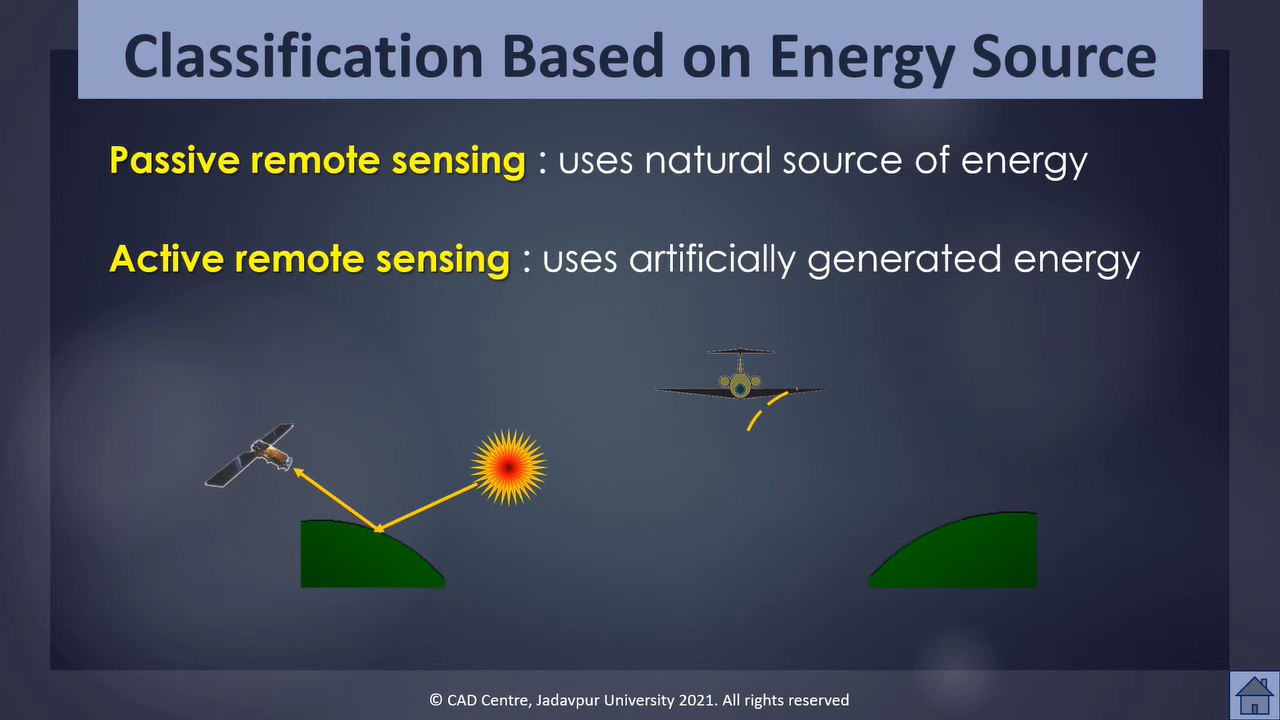 Classification Based on Energy Source
Passive remote sensing : uses natural source of energy
Active remote sensing : uses artificially generated energy
© CAD Centre, Jadavpur University 2021. All rights reserved